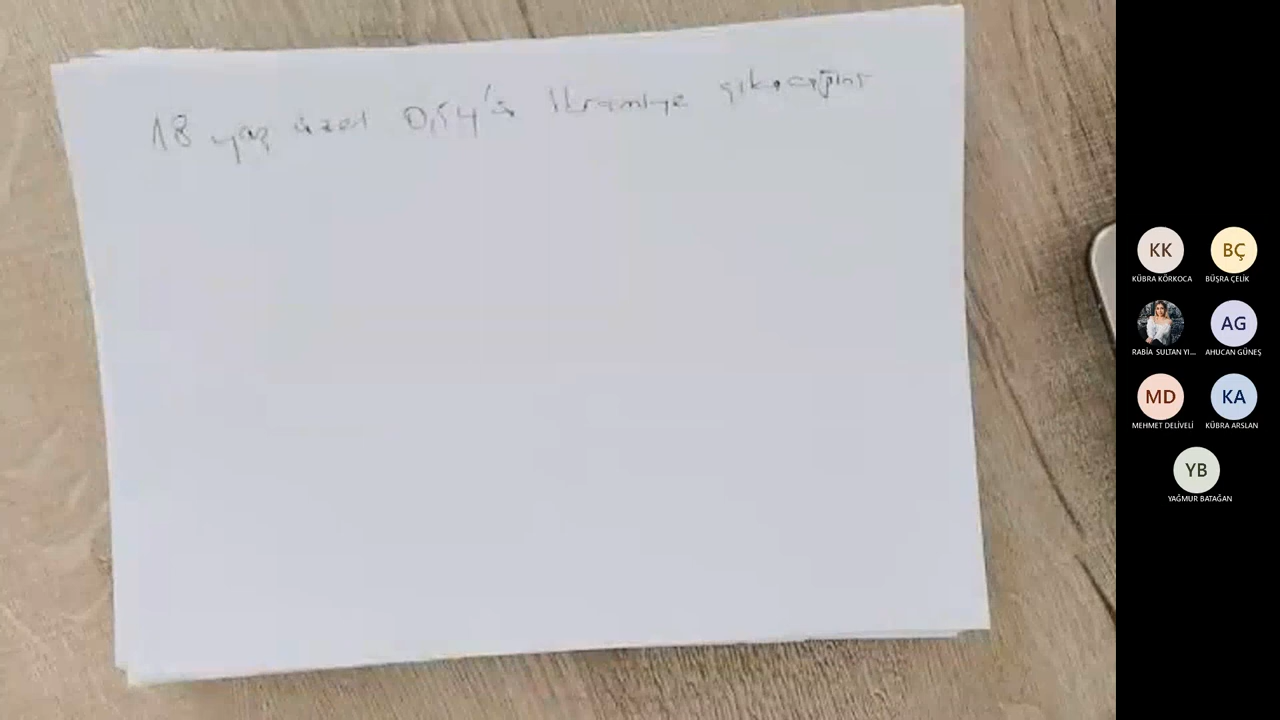 18 yaş üzeri 0,54'ü ikramiye çıkacağını
KK
BÇ
KÜBRA KÖRKOCA
BÜŞRA ÇELİK
AG
RABİA SULTAN YI...
AHUCAN GÜNEŞ
MD
KA
MEHMET DELİVELİ
KÜBRA ARSLAN
YB
YAĞMUR BATAĞAN